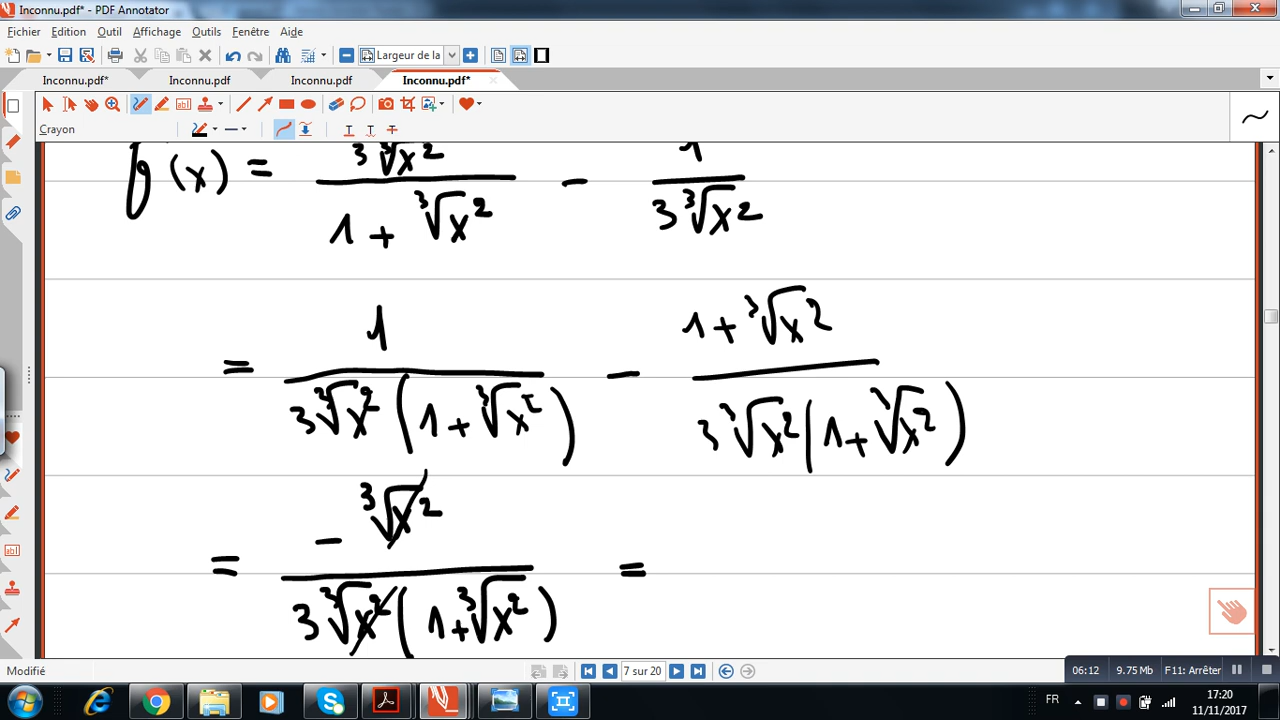 Inconnu.pdf* - PDF Annotator
Fichier Edition Outil Affichage Outils Fenêtre Aide
Largeur de la
Inconnu.pdf* Inconnu.pdf Inconnu.pdf Inconnu.pdf*
Crayon
(x) = 3∛x² / (1 + ∛x²) - 1 / 3∛x²
= 1 / 3∛x² (1 + ∛x²) - 1 + ∛x² / 3∛x² (1 + ∛x²)
= - ∛x² / 3∛x² (1 + ∛x²) =
Modifié 7 sur 20 06:12 9.75 Mb F11: Arrêter
FR 17:20
11/11/2017